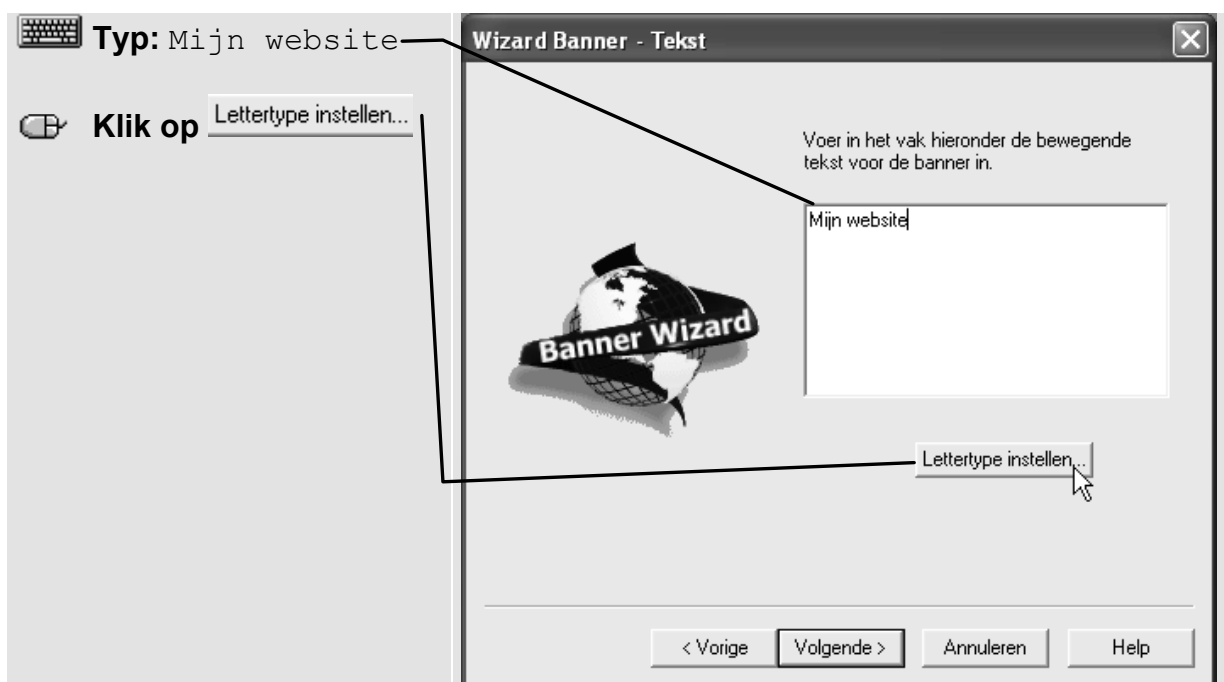 Typ: Mijn website
Klik op Lettertype instellen...
Wizard Banner - Tekst
Voer in het vak hieronder de bewegende
tekst voor de banner in.
Mijn website
Banner Wizard
Lettertype instellen...
< Vorige
Volgende >
Annuleren
Help